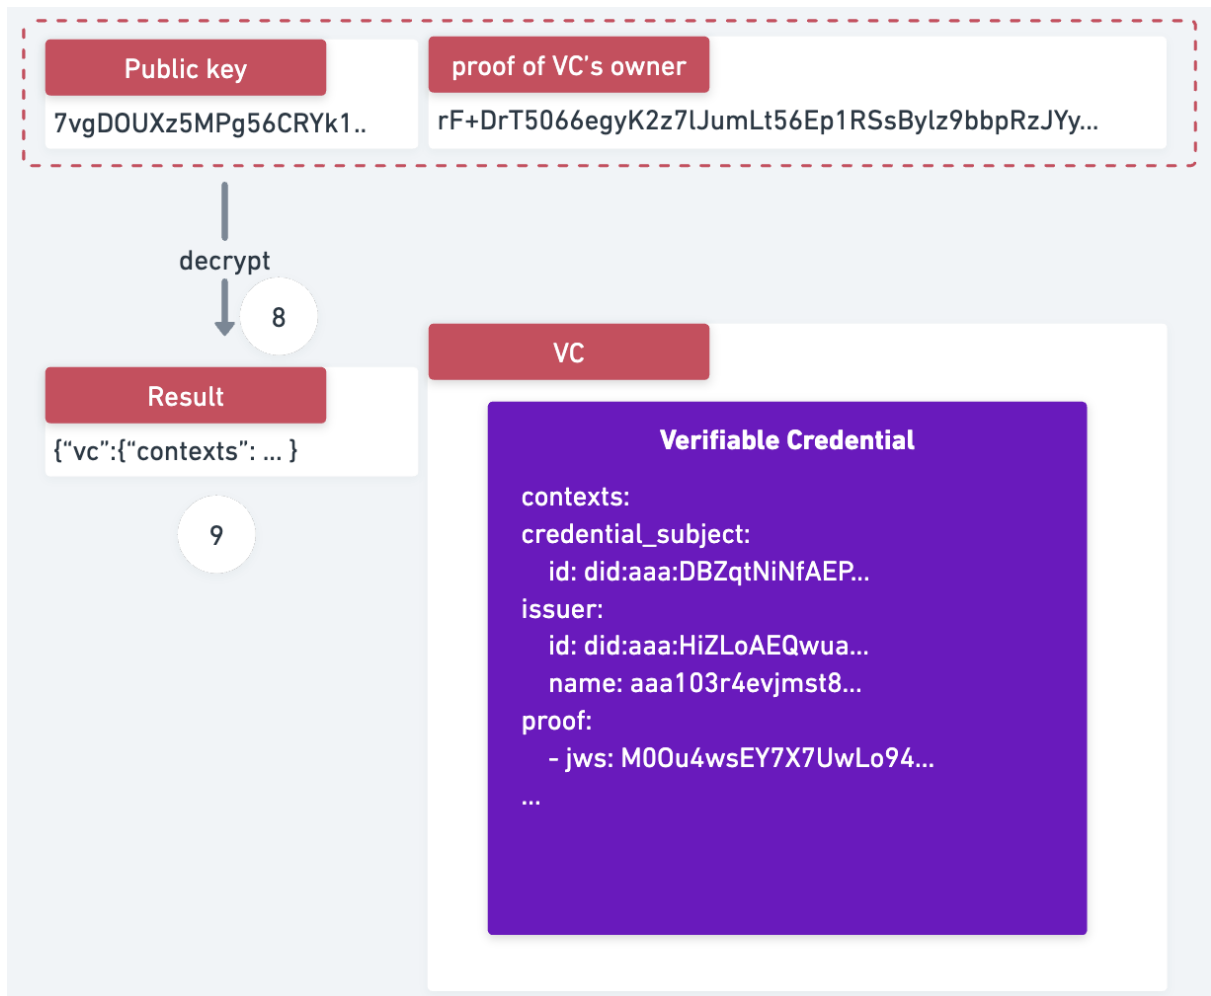 Public key
7vgDOUXz5MPg56CRYk1..
proof of VC’s owner
rF+DrT5066egyK2z7lJumLt56Ep1RSsBylz9bbpRzJYy...
decrypt
8
Result
{“vc”:{“contexts”: ... }
9
VC
Verifiable Credential
contexts:
credential_subject:
id: did:aaa:DBZqtNiNfAEP...
issuer:
id: did:aaa:HiZLoAEQwua...
name: aaa103r4evjmst8...
proof:
- jws: M0Ou4wsEY7X7UwLo94...
...